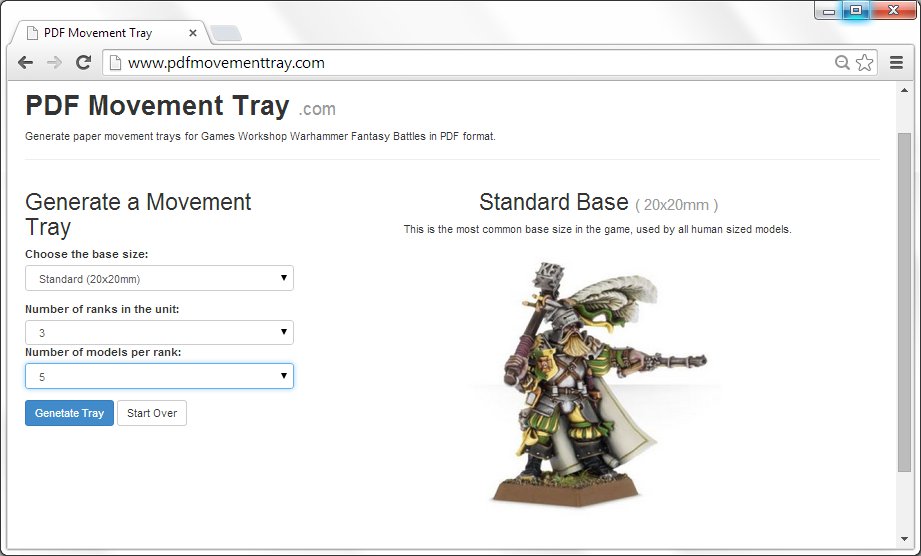 PDF Movement Tray
www.pdfmovementtray.com
PDF Movement Tray .com
Generate paper movement trays for Games Workshop Warhammer Fantasy Battles in PDF format.
Generate a Movement
Tray
Choose the base size:
Standard (20x20mm)
Number of ranks in the unit:
3
Number of models per rank:
5
Genetate Tray Start Over
Standard Base ( 20x20mm )
This is the most common base size in the game, used by all human sized models.